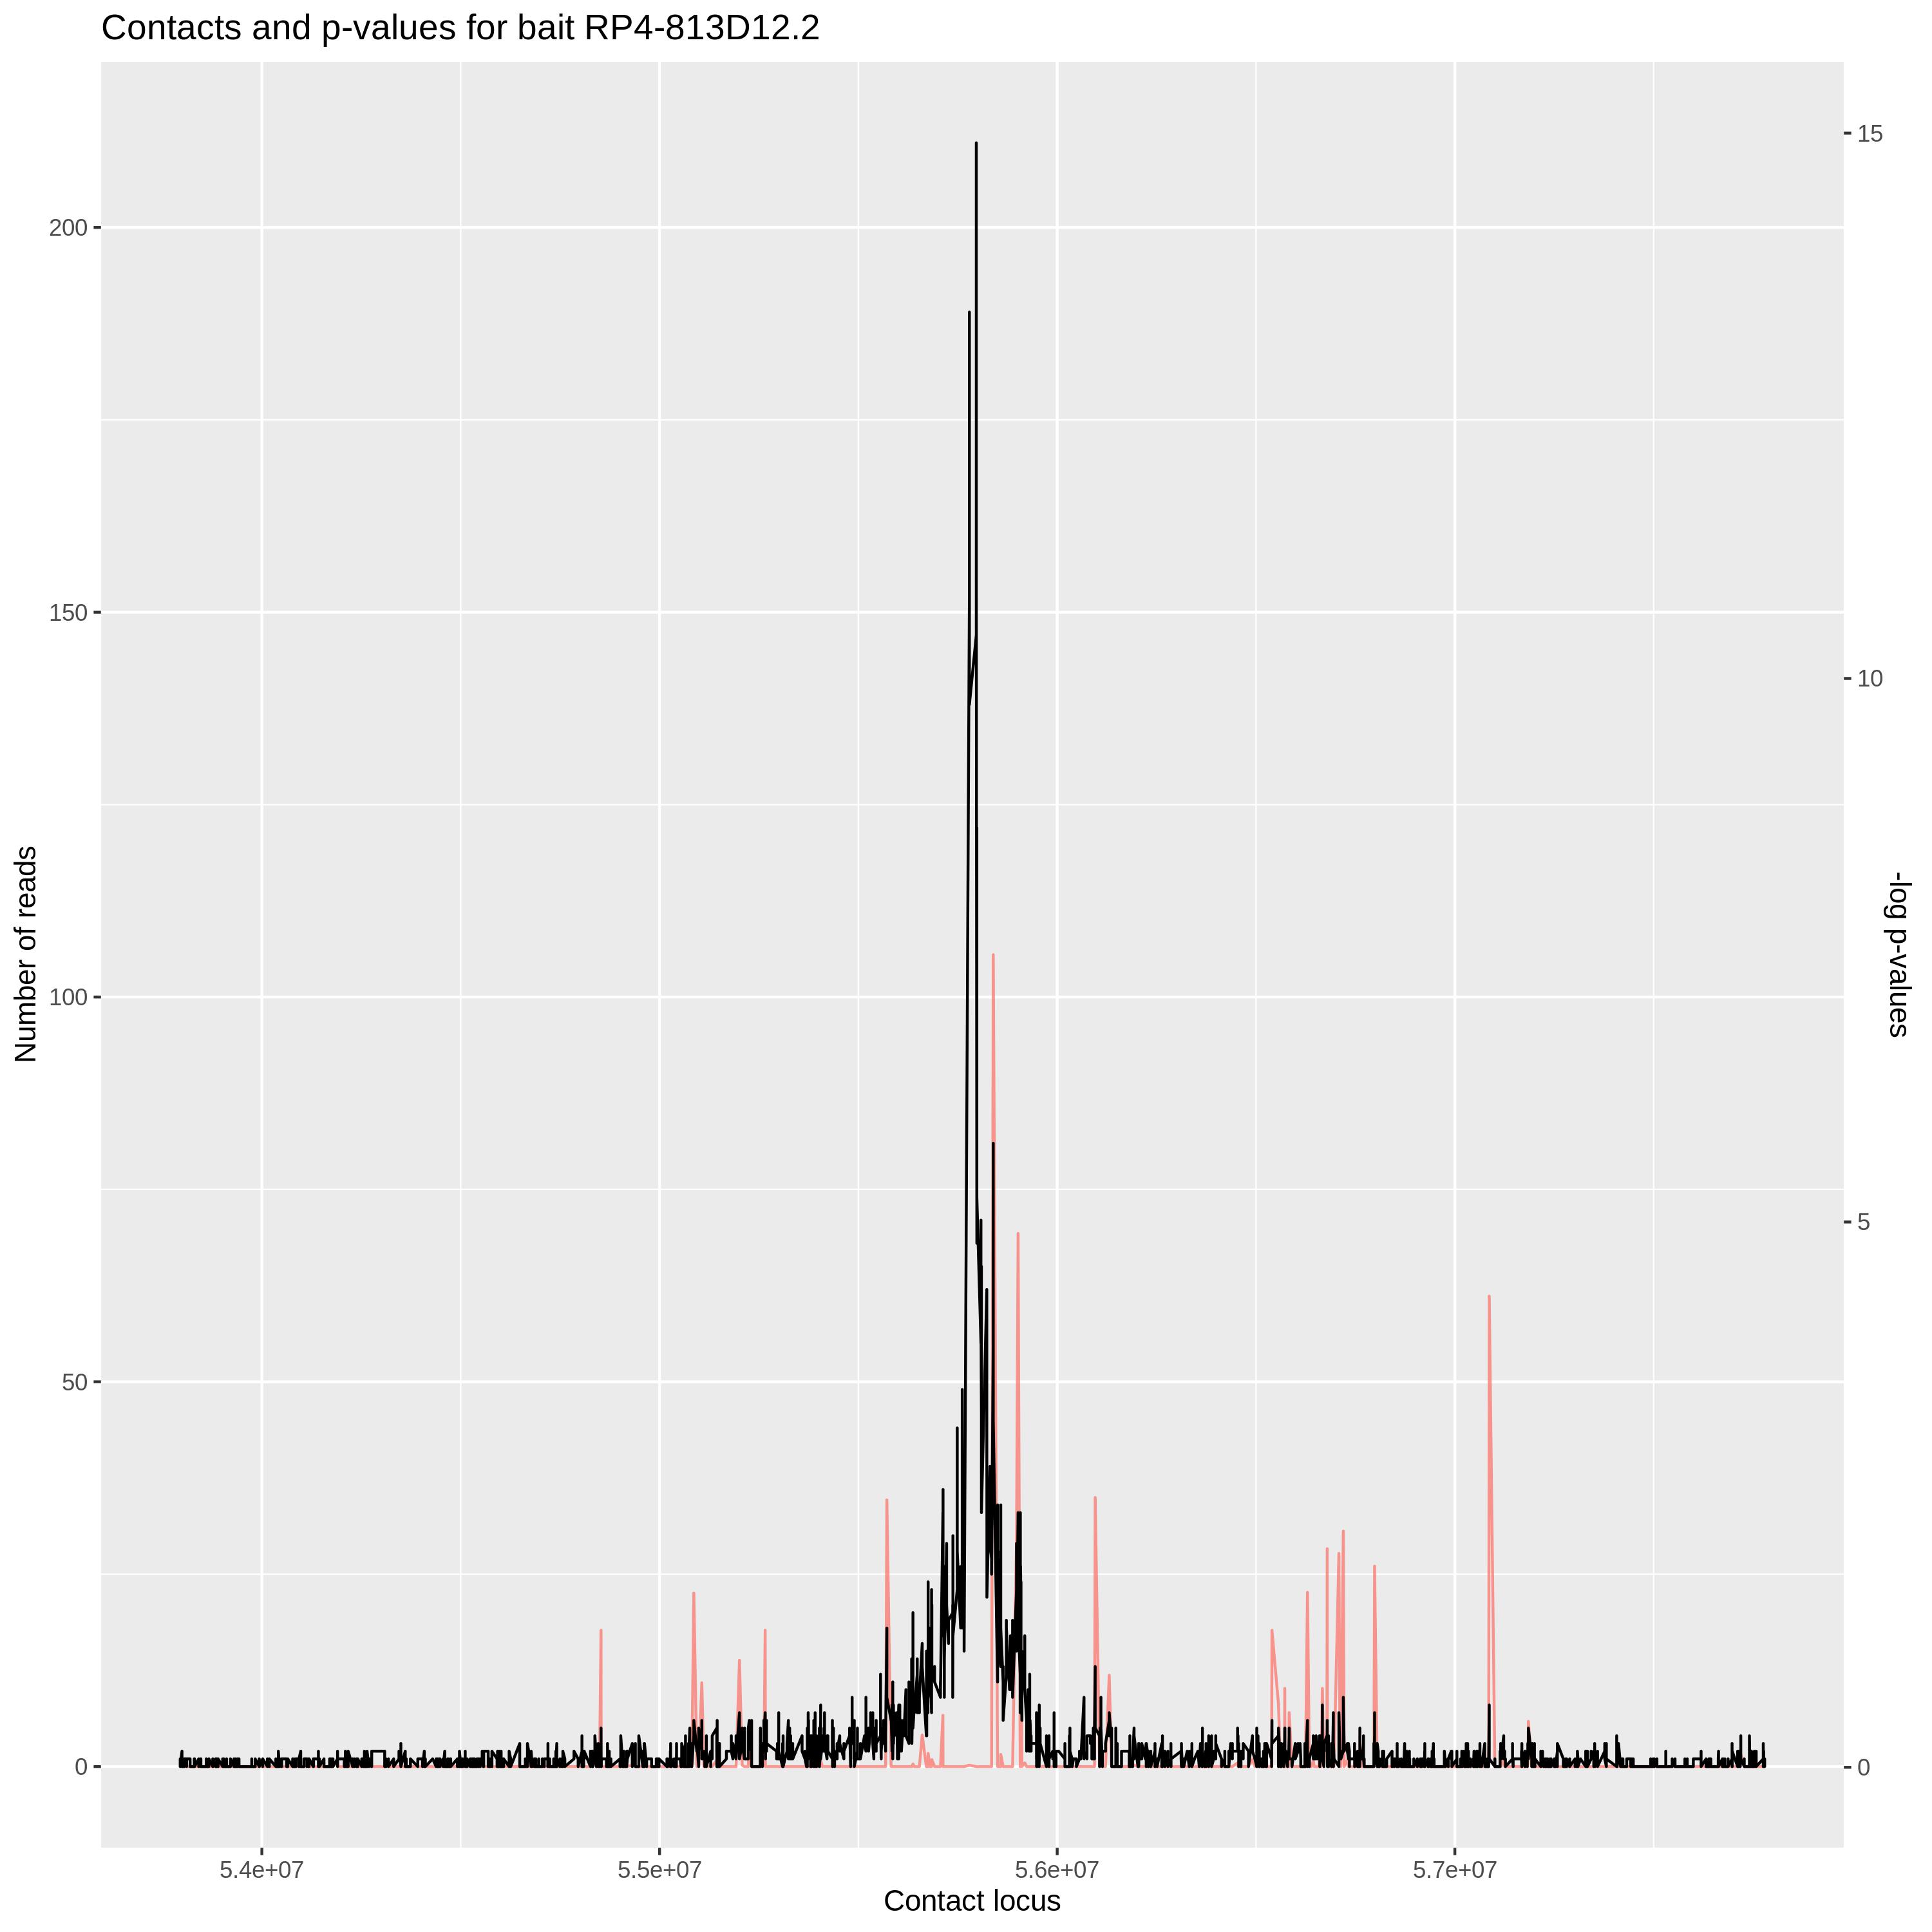 Contacts and p-values for bait RP4-813D12.2
Number of reads
200
150
100
50
0
15
10
5
0
-log p-values
5.4e+07
5.5e+07
5.6e+07
5.7e+07
Contact locus